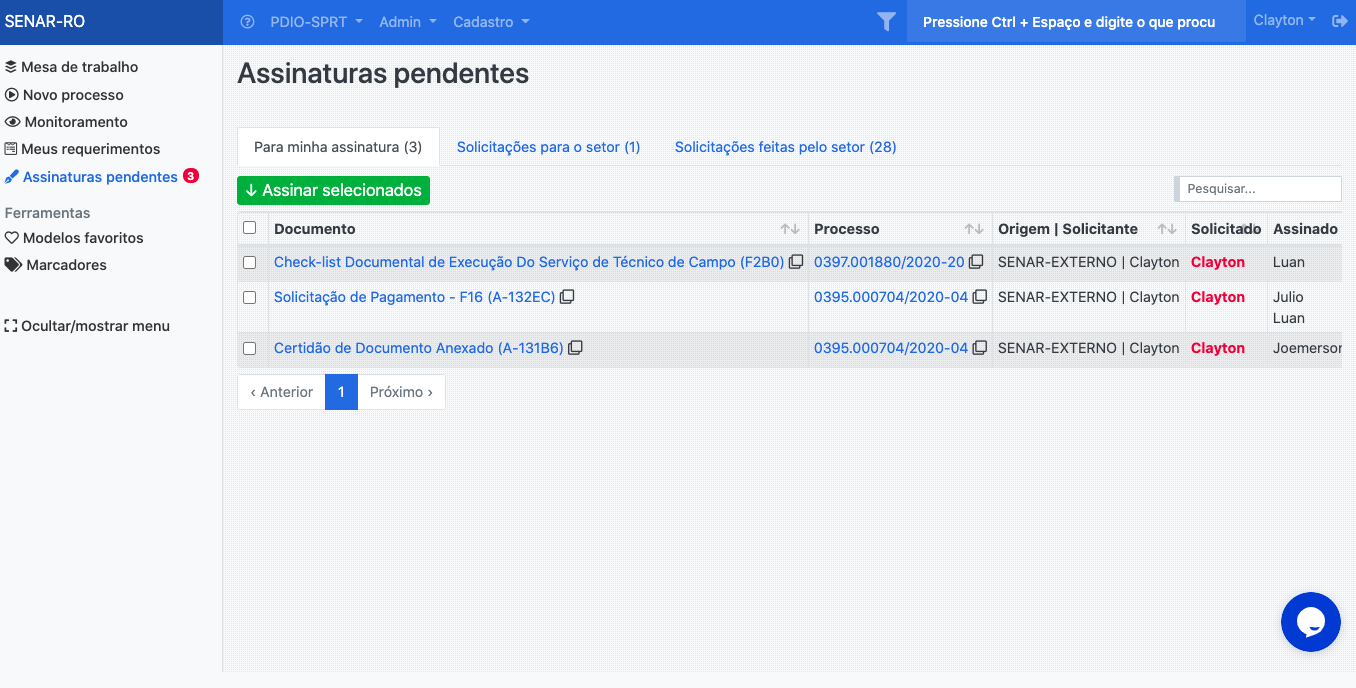 SENAR-RO
PDIO-SPRT Admin Cadastro
Pressione Ctrl + Espaço e digite o que procu
Clayton
Mesa de trabalho
Novo processo
Monitoramento
Meus requerimentos
Assinaturas pendentes 3
Ferramentas
Modelos favoritos
Marcadores
Ocultar/mostrar menu
Assinaturas pendentes
Para minha assinatura (3) Solicitações para o setor (1) Solicitações feitas pelo setor (28)
Assinar selecionados
Pesquisar...
Documento Processo Origem | Solicitante Solicitado Assinado
Check-list Documental de Execução Do Serviço de Técnico de Campo (F2B0) 0397.001880/2020-20 SENAR-EXTERNO | Clayton Clayton Luan
Solicitação de Pagamento - F16 (A-132EC) 0395.000704/2020-04 SENAR-EXTERNO | Clayton Clayton Julio
Luan
Certidão de Documento Anexado (A-131B6) 0395.000704/2020-04 SENAR-EXTERNO | Clayton Clayton Joemerson
‹ Anterior 1 Próximo ›